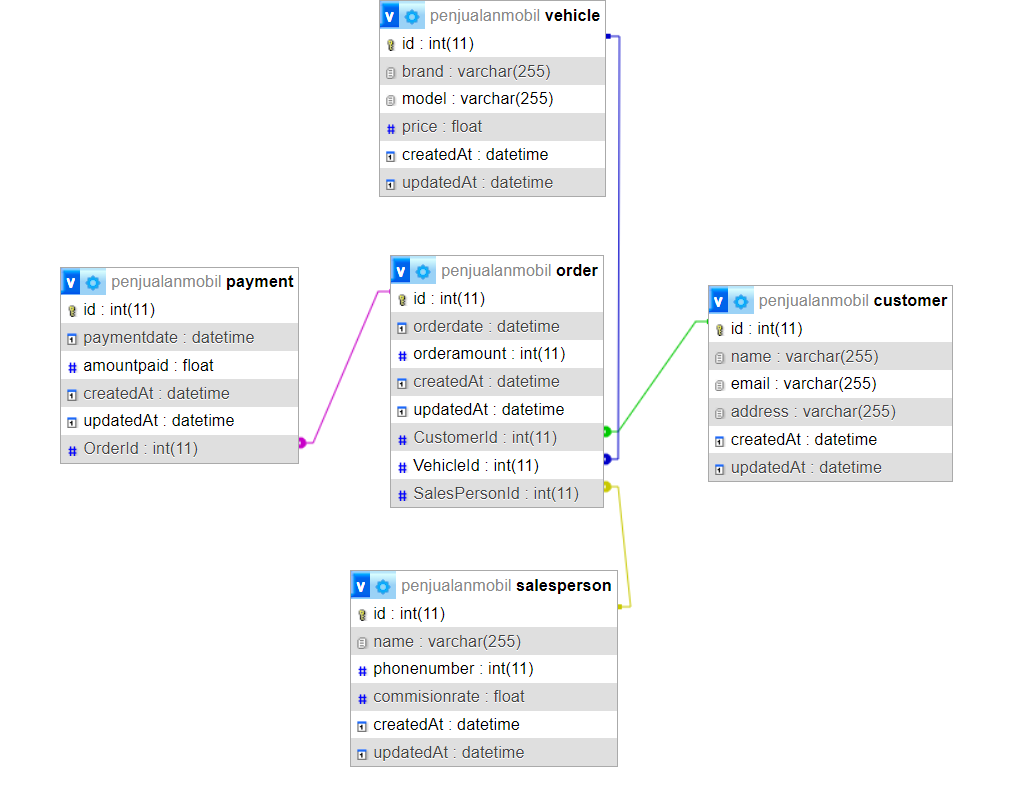 v penjualanmobil vehicle
id : int(11)
brand : varchar(255)
model : varchar(255)
# price : float
createdAt : datetime
updatedAt : datetime
v penjualanmobil payment
id : int(11)
paymentdate : datetime
# amountpaid : float
createdAt : datetime
updatedAt : datetime
# OrderId : int(11)
v penjualanmobil order
id : int(11)
orderdate : datetime
# orderamount : int(11)
createdAt : datetime
updatedAt : datetime
# CustomerId : int(11)
# VehicleId : int(11)
# SalesPersonId : int(11)
v penjualanmobil customer
id : int(11)
name : varchar(255)
email : varchar(255)
address : varchar(255)
createdAt : datetime
updatedAt : datetime
v penjualanmobil salesperson
id : int(11)
name : varchar(255)
# phonenumber : int(11)
# commisionrate : float
createdAt : datetime
updatedAt : datetime